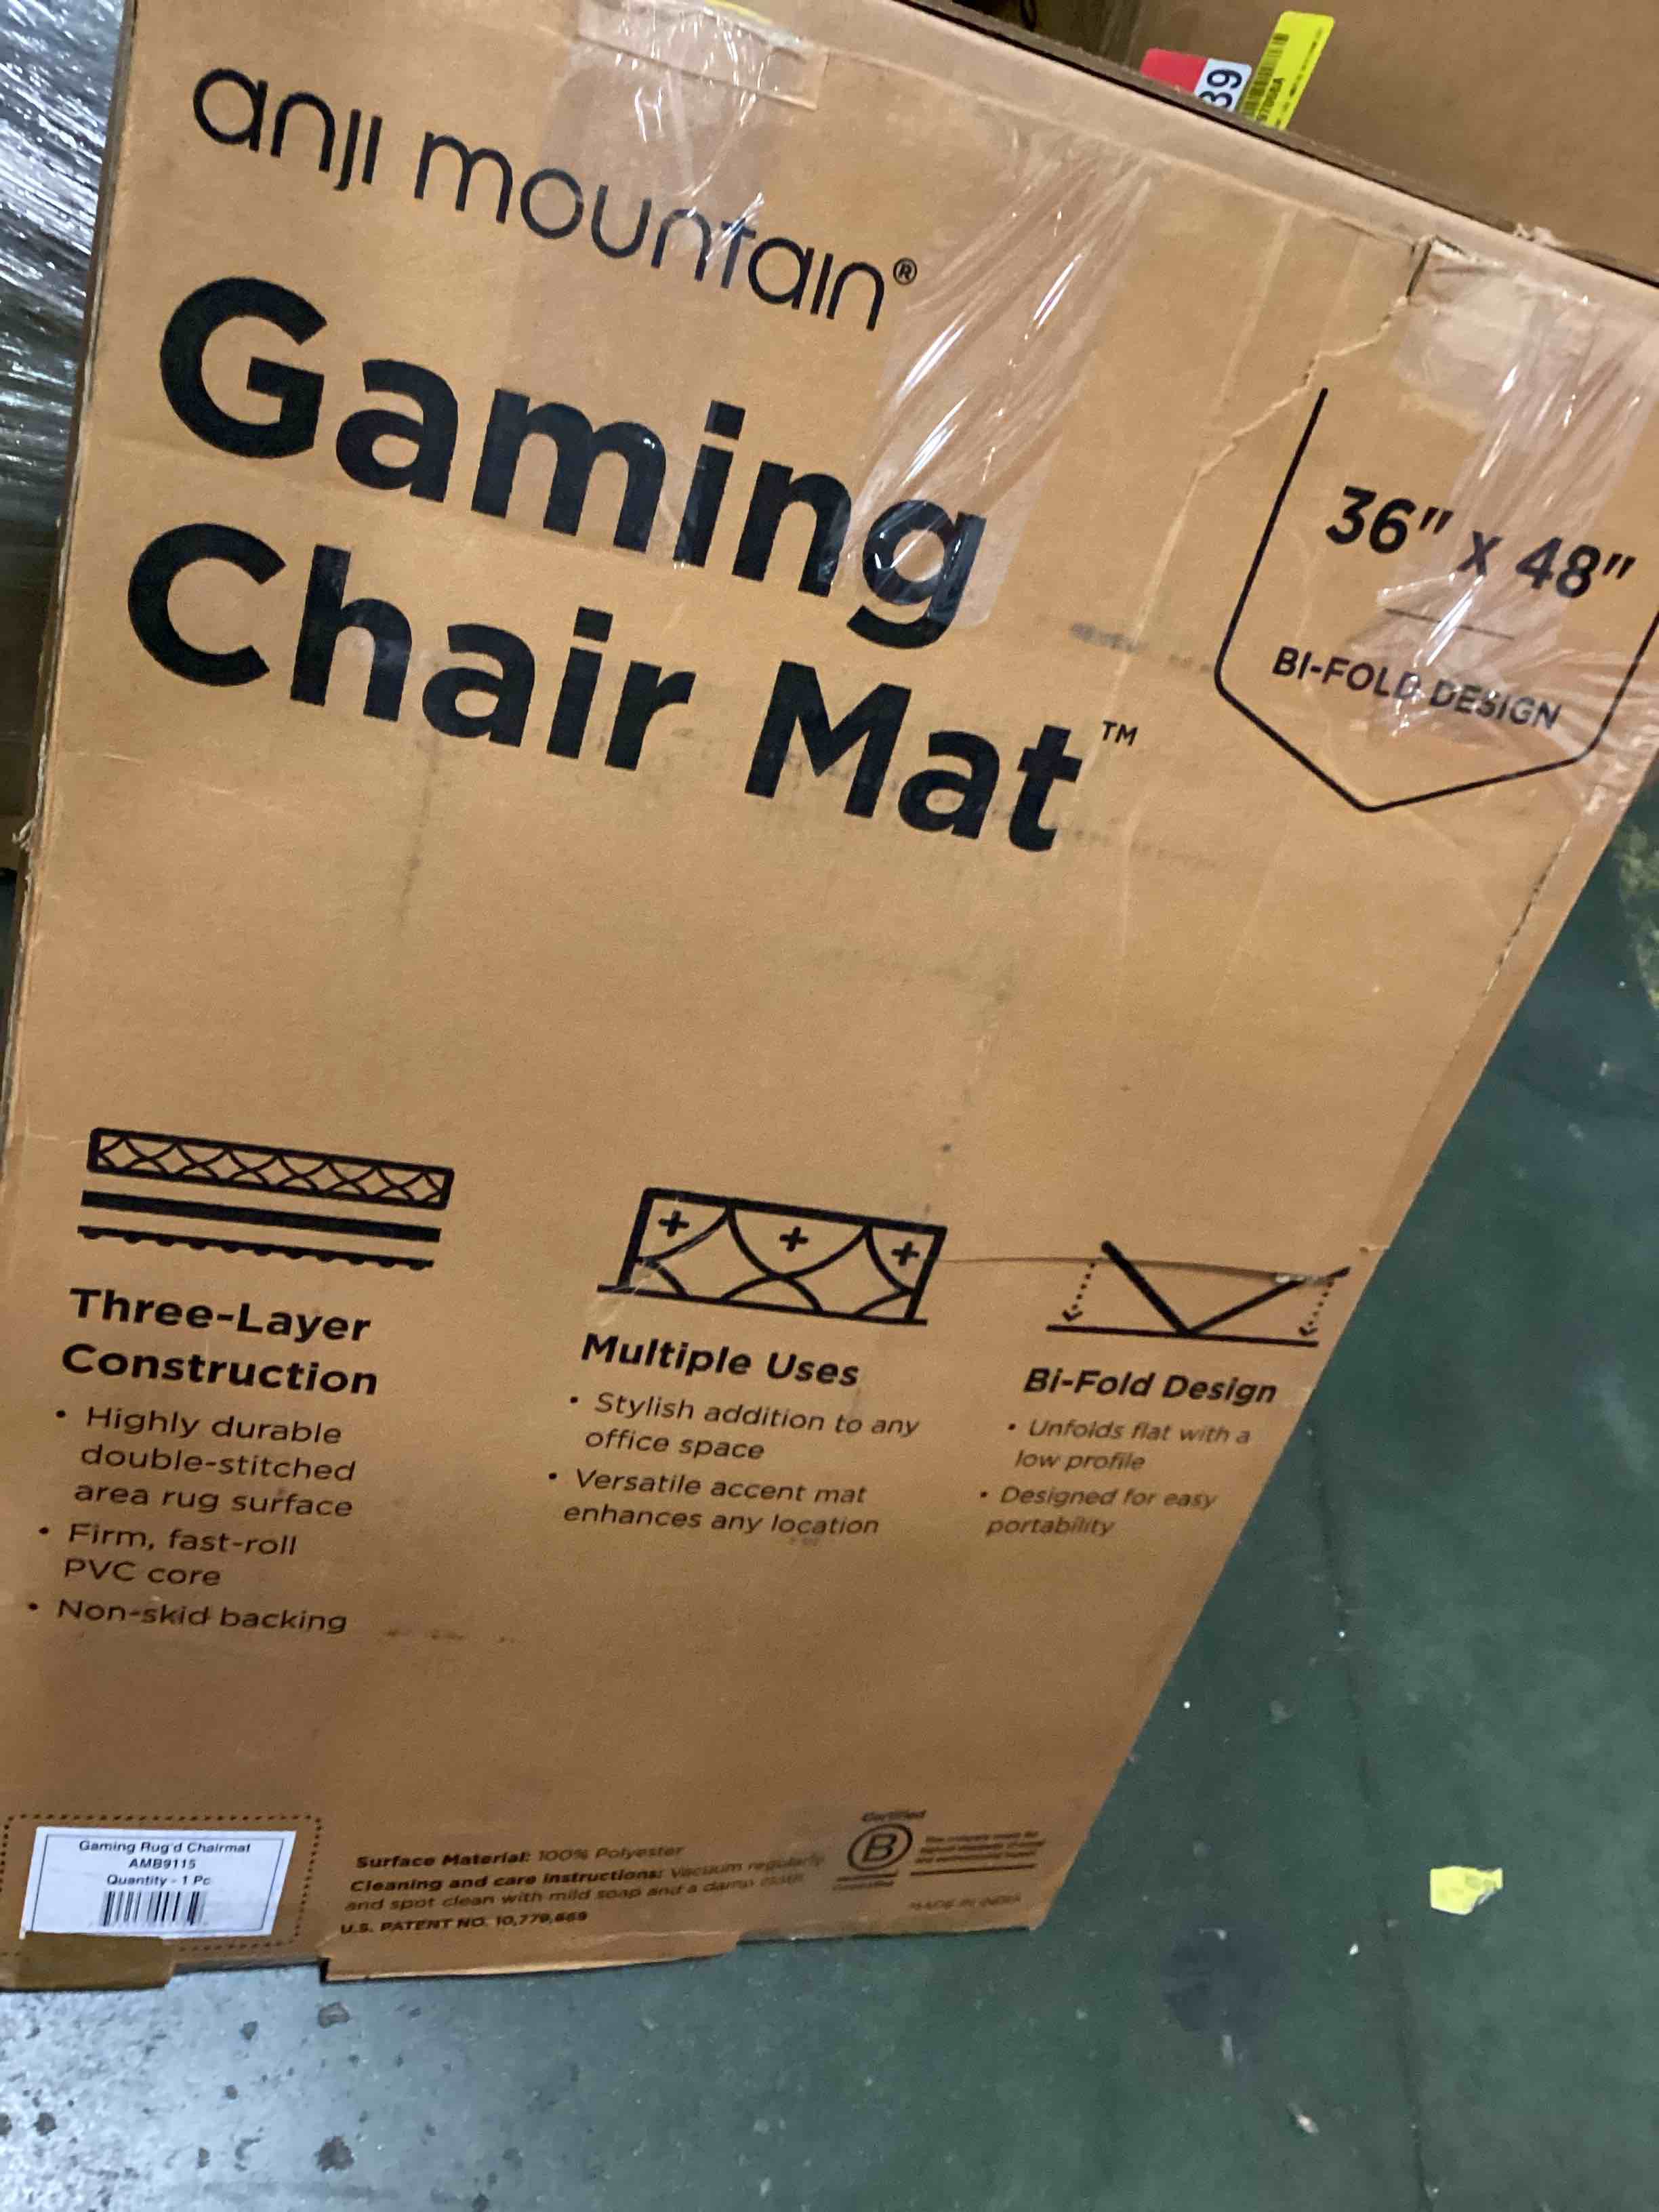 39
anji mountain®
Gaming
Chair Mat™
36" x 48"
BI-FOLD DESIGN
Three-Layer
Construction
• Highly durable
double-stitched
area rug surface
• Firm, fast-roll
PVC core
• Non-skid backing
Multiple Uses
• Stylish addition to any
office space
• Versatile accent mat
enhances any location
Bi-Fold Design
• Unfolds flat with a
low profile
• Designed for easy
portability
Gaming Rug'd Chairmat
AMB9115
Quantity - 1 Pc
Surface Material: 100% Polyester
Cleaning and care instructions: Vacuum regularly
and spot clean with mild soap and a damp cloth.
U.S. PATENT NO. 10,779,669
Certified
B
Corporation
MADE IN INDIA